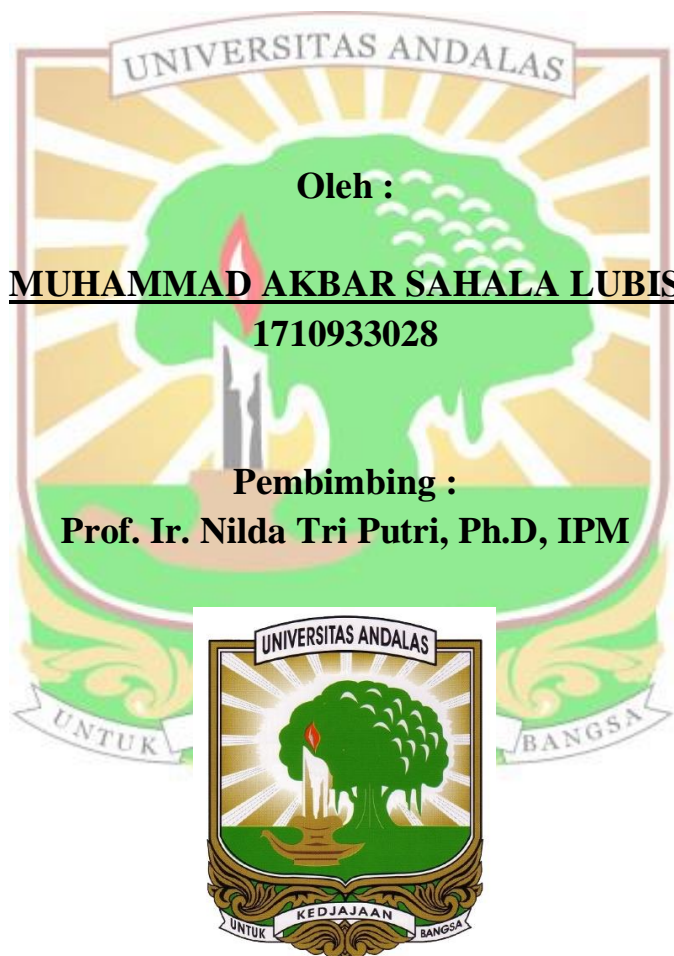 UNIVERSITAS ANDALAS
Oleh :
MUHAMMAD AKBAR SAHALA LUBIS
1710933028
Pembimbing :
Prof. Ir. Nilda Tri Putri, Ph.D, IPM
UNIVERSITAS ANDALAS
UNTUK BANGSA
KEDJAJAAN
UNTUK BANGSA